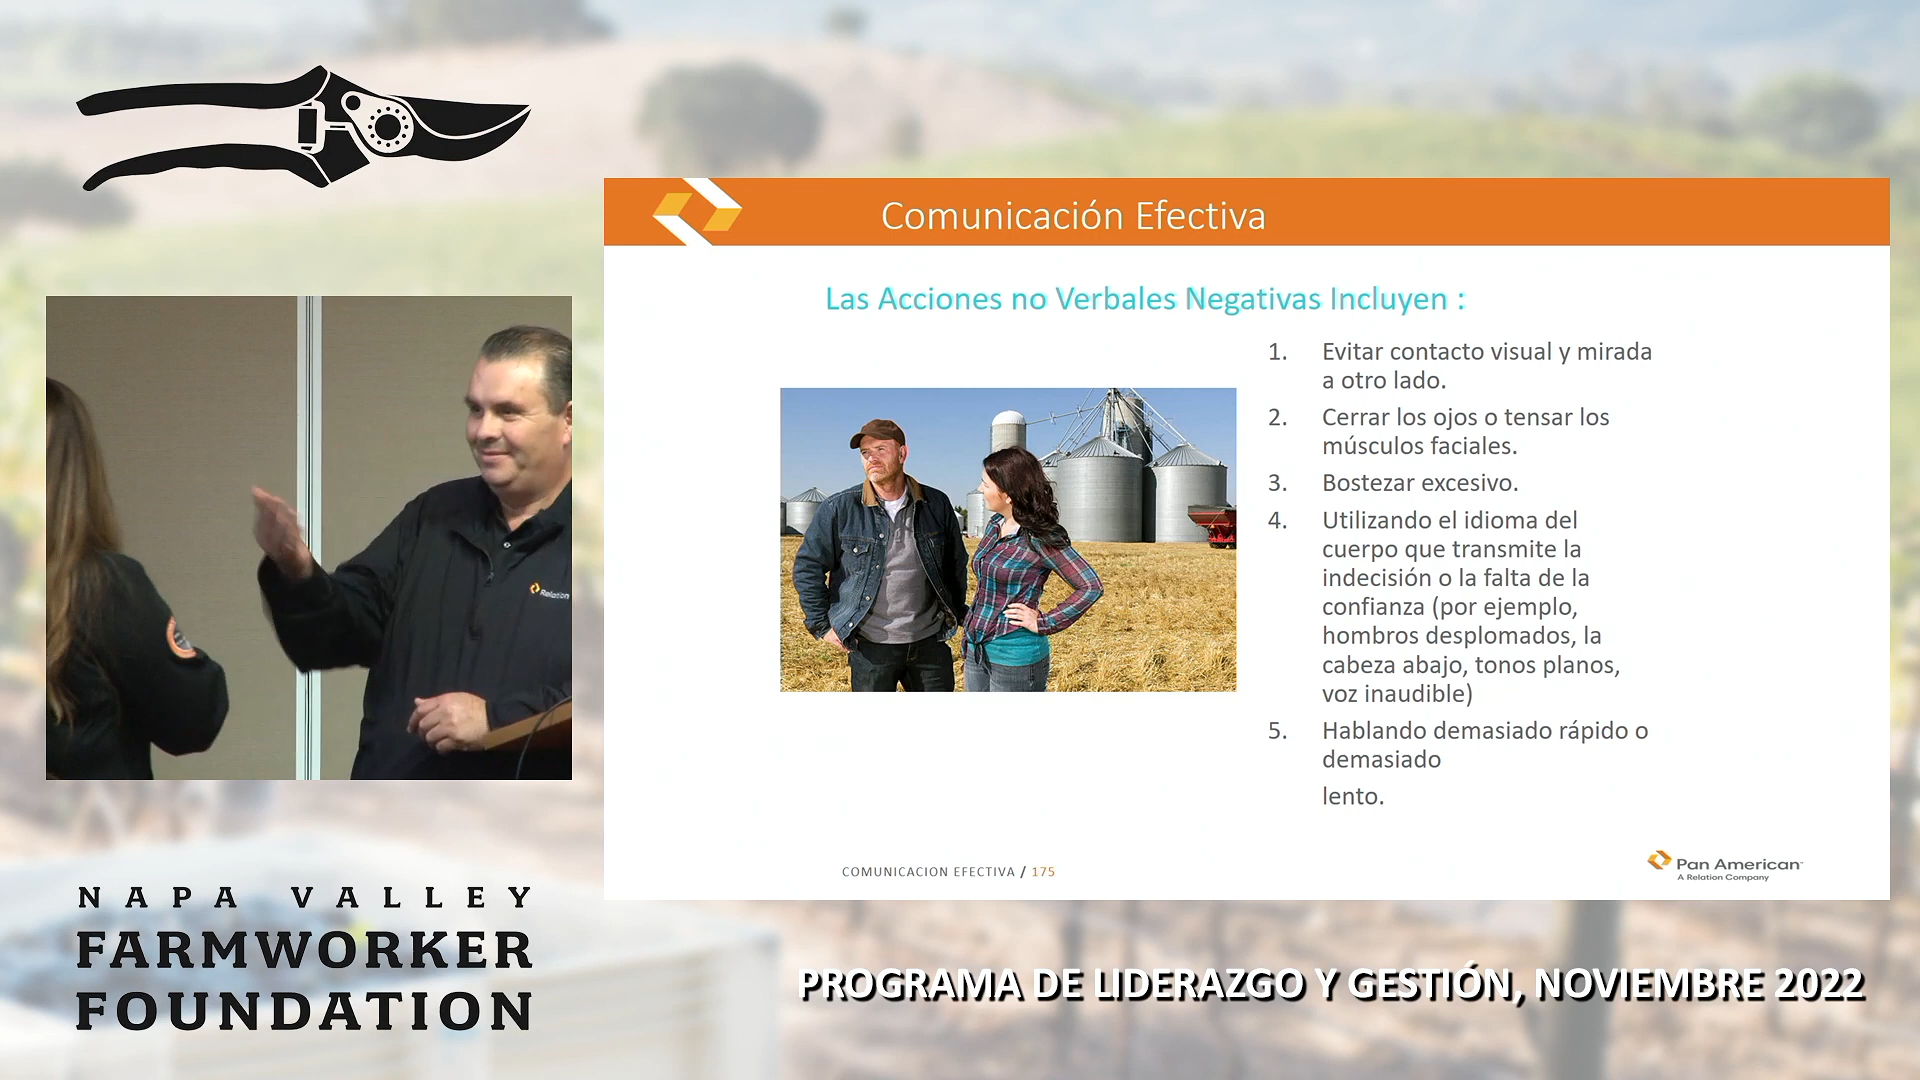 Comunicación Efectiva
Las Acciones no Verbales Negativas Incluyen :
1. Evitar contacto visual y mirada
a otro lado.
2. Cerrar los ojos o tensar los
músculos faciales.
3. Bostezar excesivo.
4. Utilizando el idioma del
cuerpo que transmite la
indecisión o la falta de la
confianza (por ejemplo,
hombros desplomados, la
cabeza abajo, tonos planos,
voz inaudible)
5. Hablando demasiado rápido o
demasiado
lento.
COMUNICACION EFECTIVA / 175
Pan American
A Relation Company
Relation
NAPA VALLEY
FARMWORKER
FOUNDATION
PROGRAMA DE LIDERAZGO Y GESTIÓN, NOVIEMBRE 2022